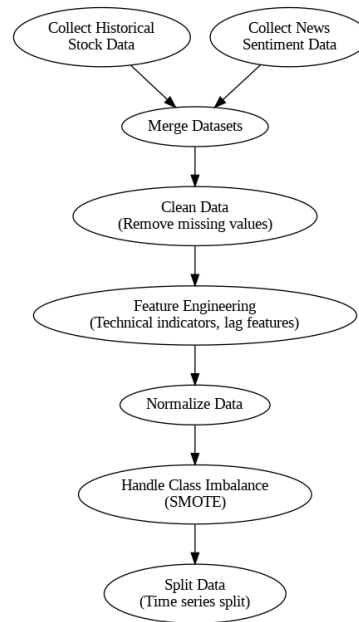 Collect Historical
Stock Data
Collect News
Sentiment Data
Merge Datasets
Clean Data
(Remove missing values)
Feature Engineering
(Technical indicators, lag features)
Normalize Data
Handle Class Imbalance
(SMOTE)
Split Data
(Time series split)